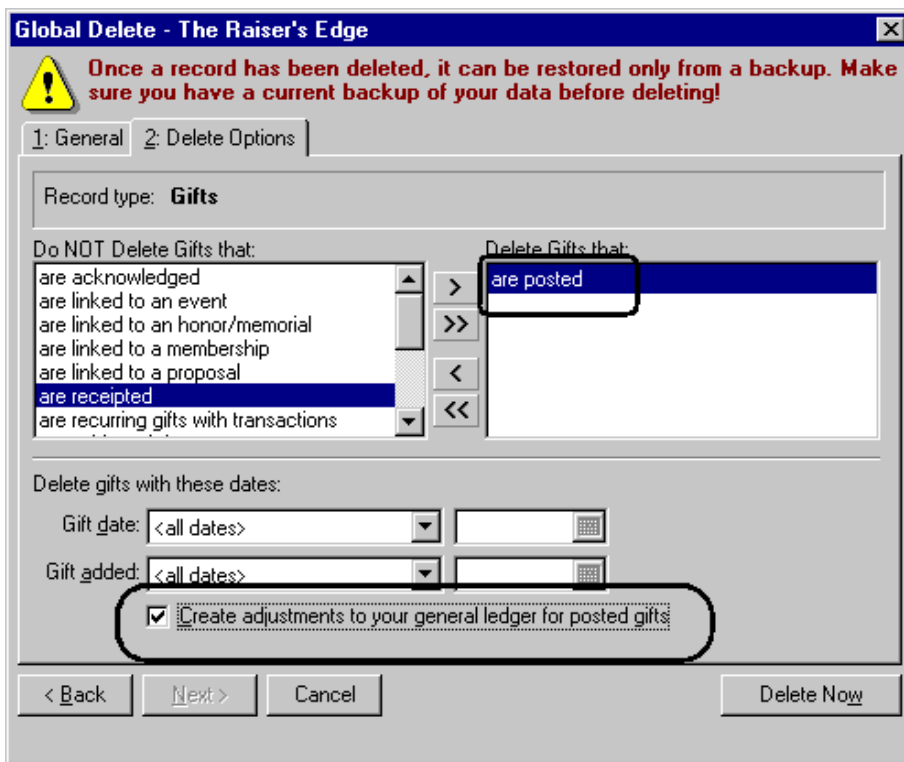 Global Delete - The Raiser's Edge
Once a record has been deleted, it can be restored only from a backup. Make
sure you have a current backup of your data before deleting!
1: General
2: Delete Options
Record type: Gifts
Do NOT Delete Gifts that:
are acknowledged
are linked to an event
are linked to an honor/memorial
are linked to a membership
are linked to a proposal
are receipted
are recurring gifts with transactions
>
>>
<
<<
Delete Gifts that:
are posted
Delete gifts with these dates:
Gift date: <all dates>
Gift added: <all dates>
Create adjustments to your general ledger for posted gifts
< Back
Next >
Cancel
Delete Now